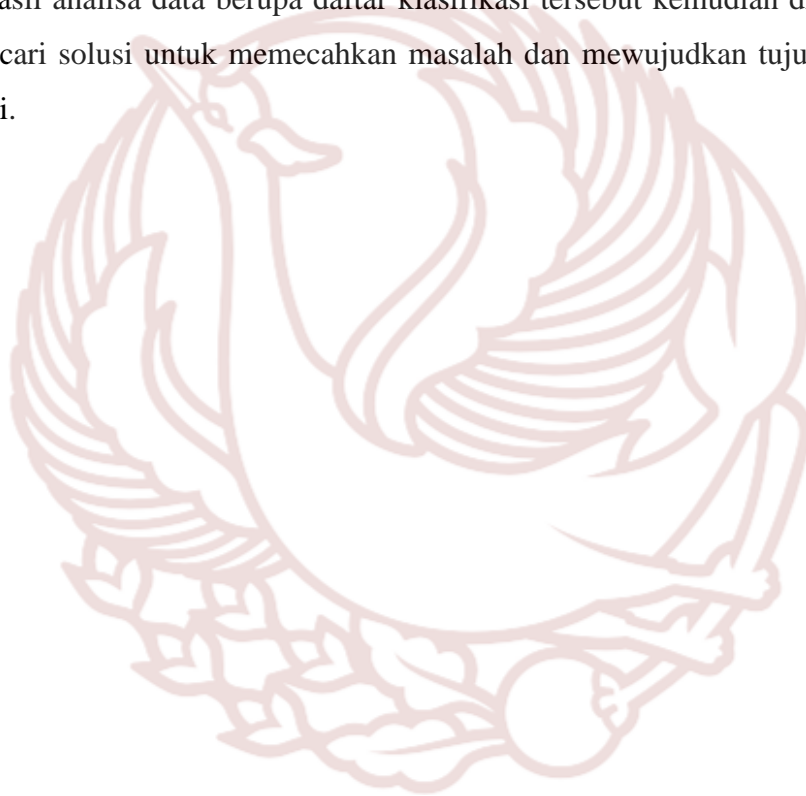 asil analisa data berupa daftar klasifikasi tersebut kemudian d
cari solusi untuk memecahkan masalah dan mewujudkan tuju
i.